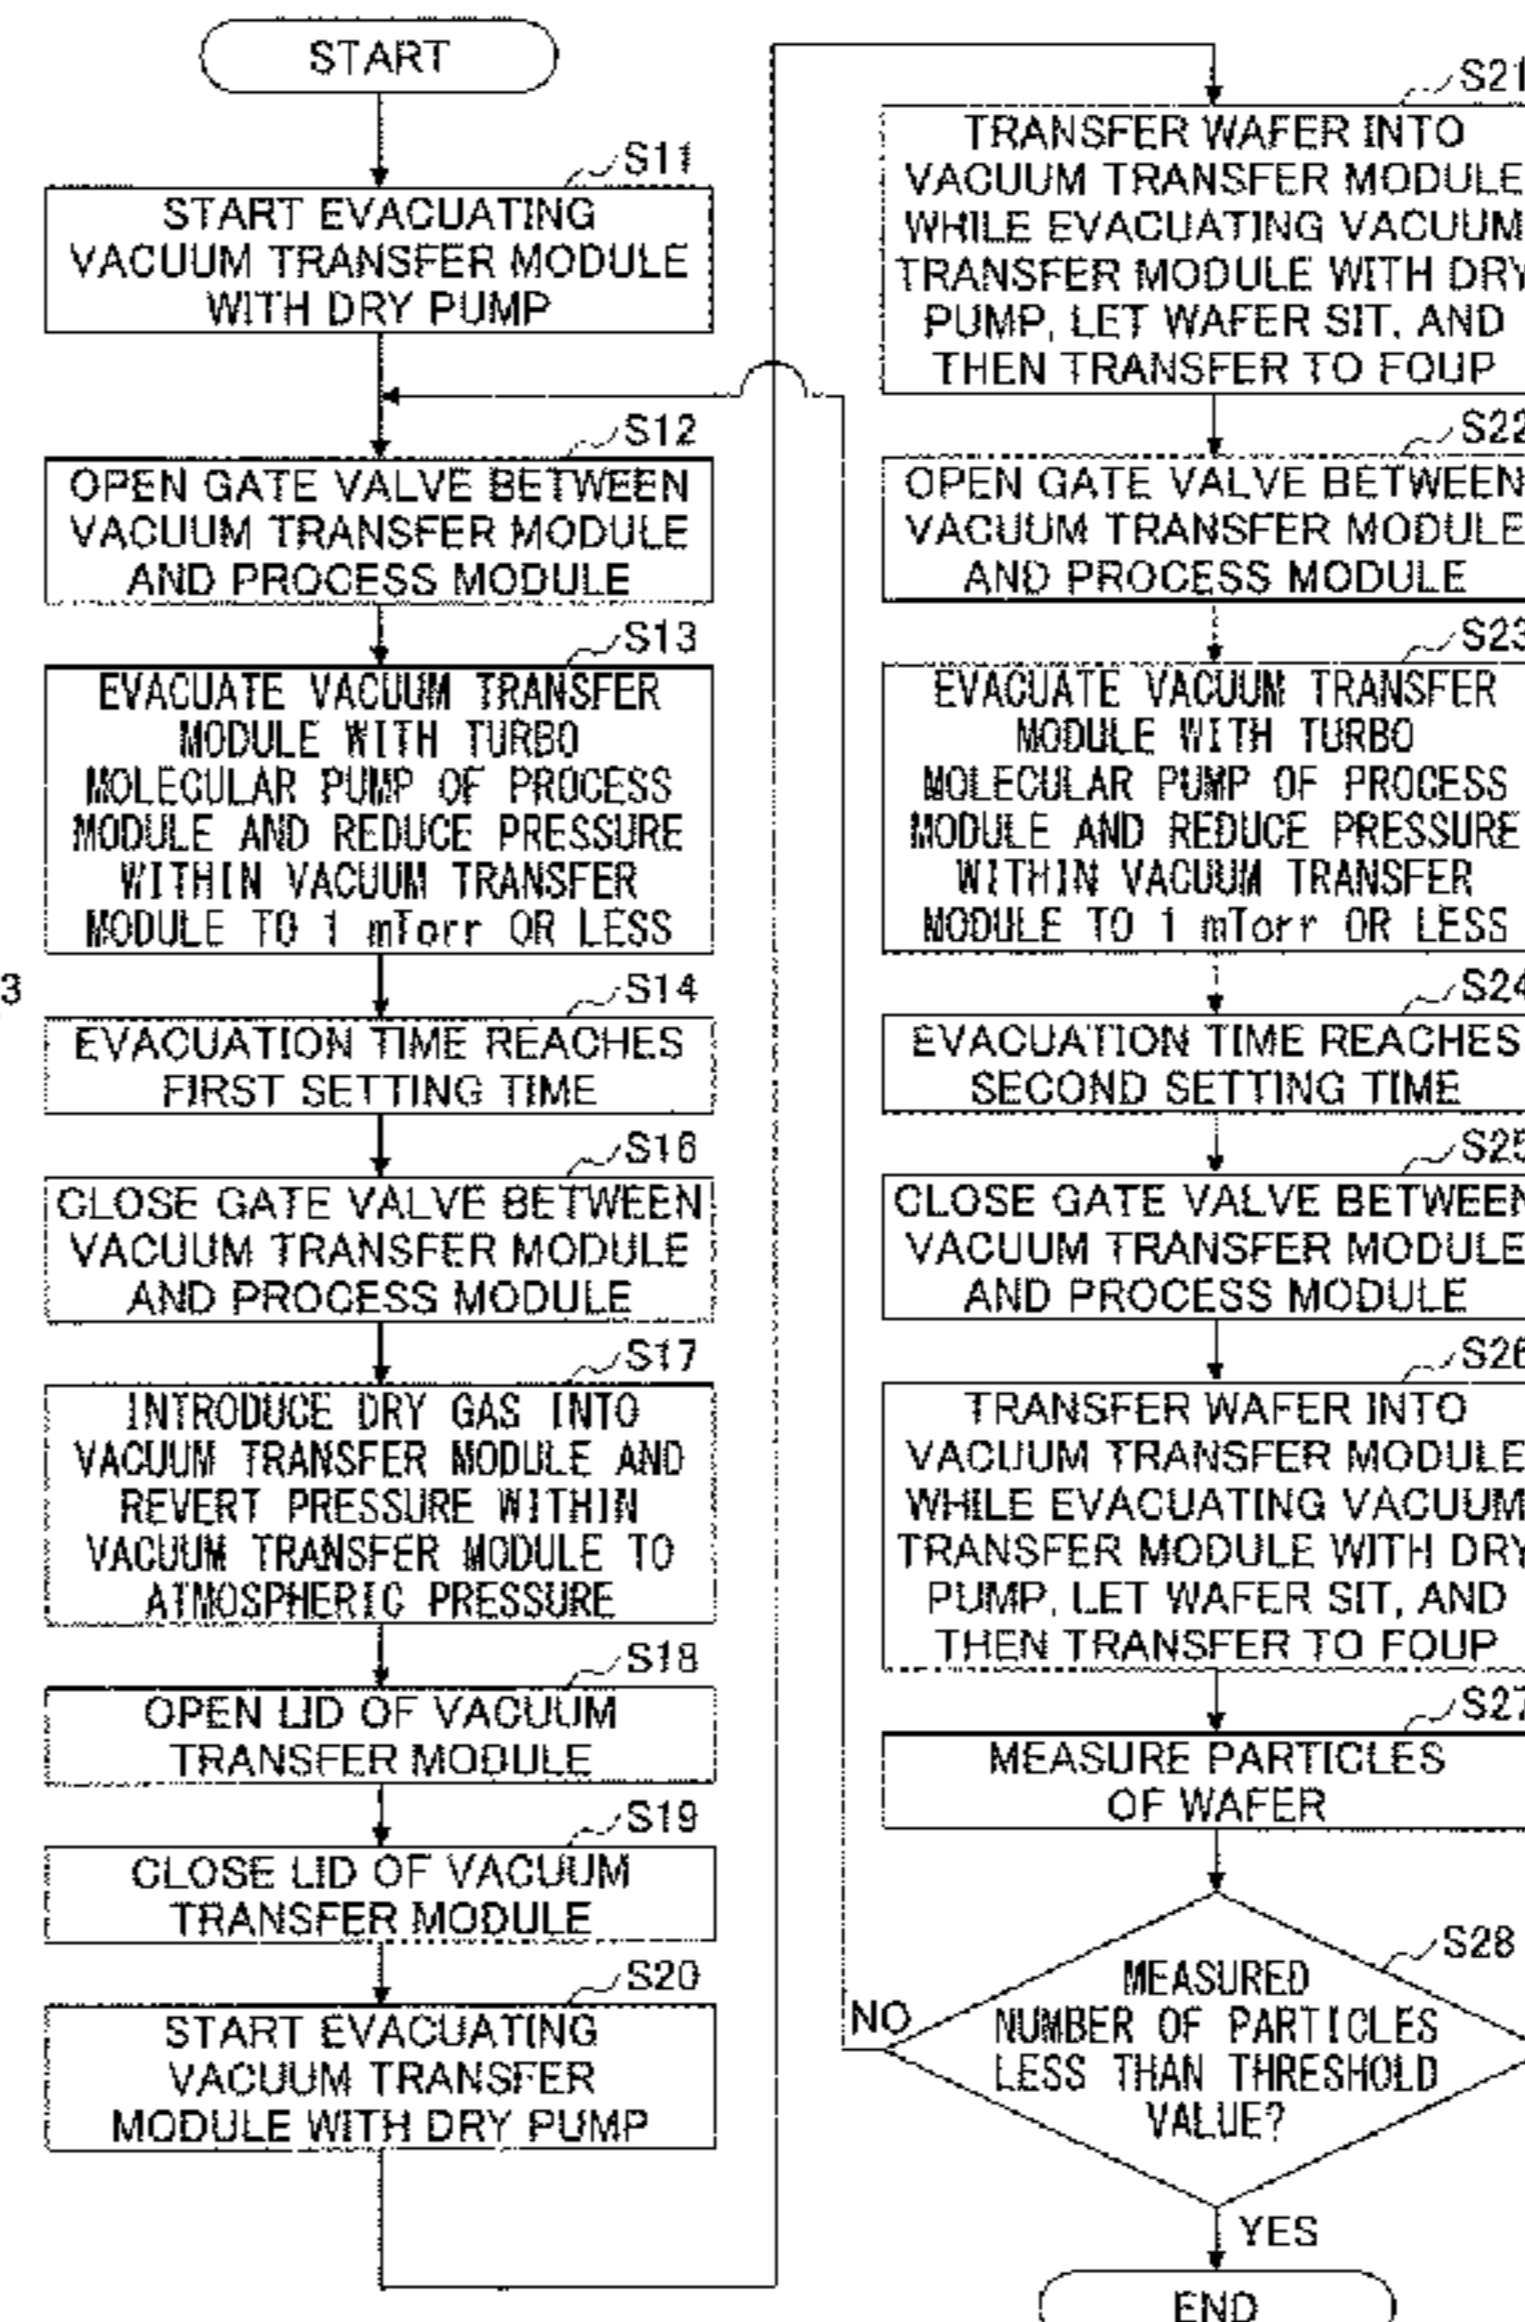 START
S11
START EVACUATING
VACUUM TRANSFER MODULE
WITH DRY PUMP
S12
OPEN GATE VALVE BETWEEN
VACUUM TRANSFER MODULE
AND PROCESS MODULE
S13
EVACUATE VACUUM TRANSFER
MODULE WITH TURBO
MOLECULAR PUMP OF PROCESS
MODULE AND REDUCE PRESSURE
WITHIN VACUUM TRANSFER
MODULE TO 1 mTorr OR LESS
3
S14
EVACUATION TIME REACHES
FIRST SETTING TIME
S16
CLOSE GATE VALVE BETWEEN
VACUUM TRANSFER MODULE
AND PROCESS MODULE
S17
INTRODUCE DRY GAS INTO
VACUUM TRANSFER MODULE AND
REVERT PRESSURE WITHIN
VACUUM TRANSFER MODULE TO
ATMOSPHERIC PRESSURE
S18
OPEN LID OF VACUUM
TRANSFER MODULE
S19
CLOSE LID OF VACUUM
TRANSFER MODULE
S20
START EVACUATING
VACUUM TRANSFER
MODULE WITH DRY PUMP
S21
TRANSFER WAFER INTO
VACUUM TRANSFER MODULE
WHILE EVACUATING VACUUM
TRANSFER MODULE WITH DRY
PUMP, LET WAFER SIT, AND
THEN TRANSFER TO FOUP
S22
OPEN GATE VALVE BETWEEN
VACUUM TRANSFER MODULE
AND PROCESS MODULE
S23
EVACUATE VACUUM TRANSFER
MODULE WITH TURBO
MOLECULAR PUMP OF PROCESS
MODULE AND REDUCE PRESSURE
WITHIN VACUUM TRANSFER
MODULE TO 1 mTorr OR LESS
S24
EVACUATION TIME REACHES
SECOND SETTING TIME
S25
CLOSE GATE VALVE BETWEEN
VACUUM TRANSFER MODULE
AND PROCESS MODULE
S26
TRANSFER WAFER INTO
VACUUM TRANSFER MODULE
WHILE EVACUATING VACUUM
TRANSFER MODULE WITH DRY
PUMP, LET WAFER SIT, AND
THEN TRANSFER TO FOUP
S27
MEASURE PARTICLES
OF WAFER
S28
MEASURED
NUMBER OF PARTICLES
LESS THAN THRESHOLD
VALUE?
NO
YES
END